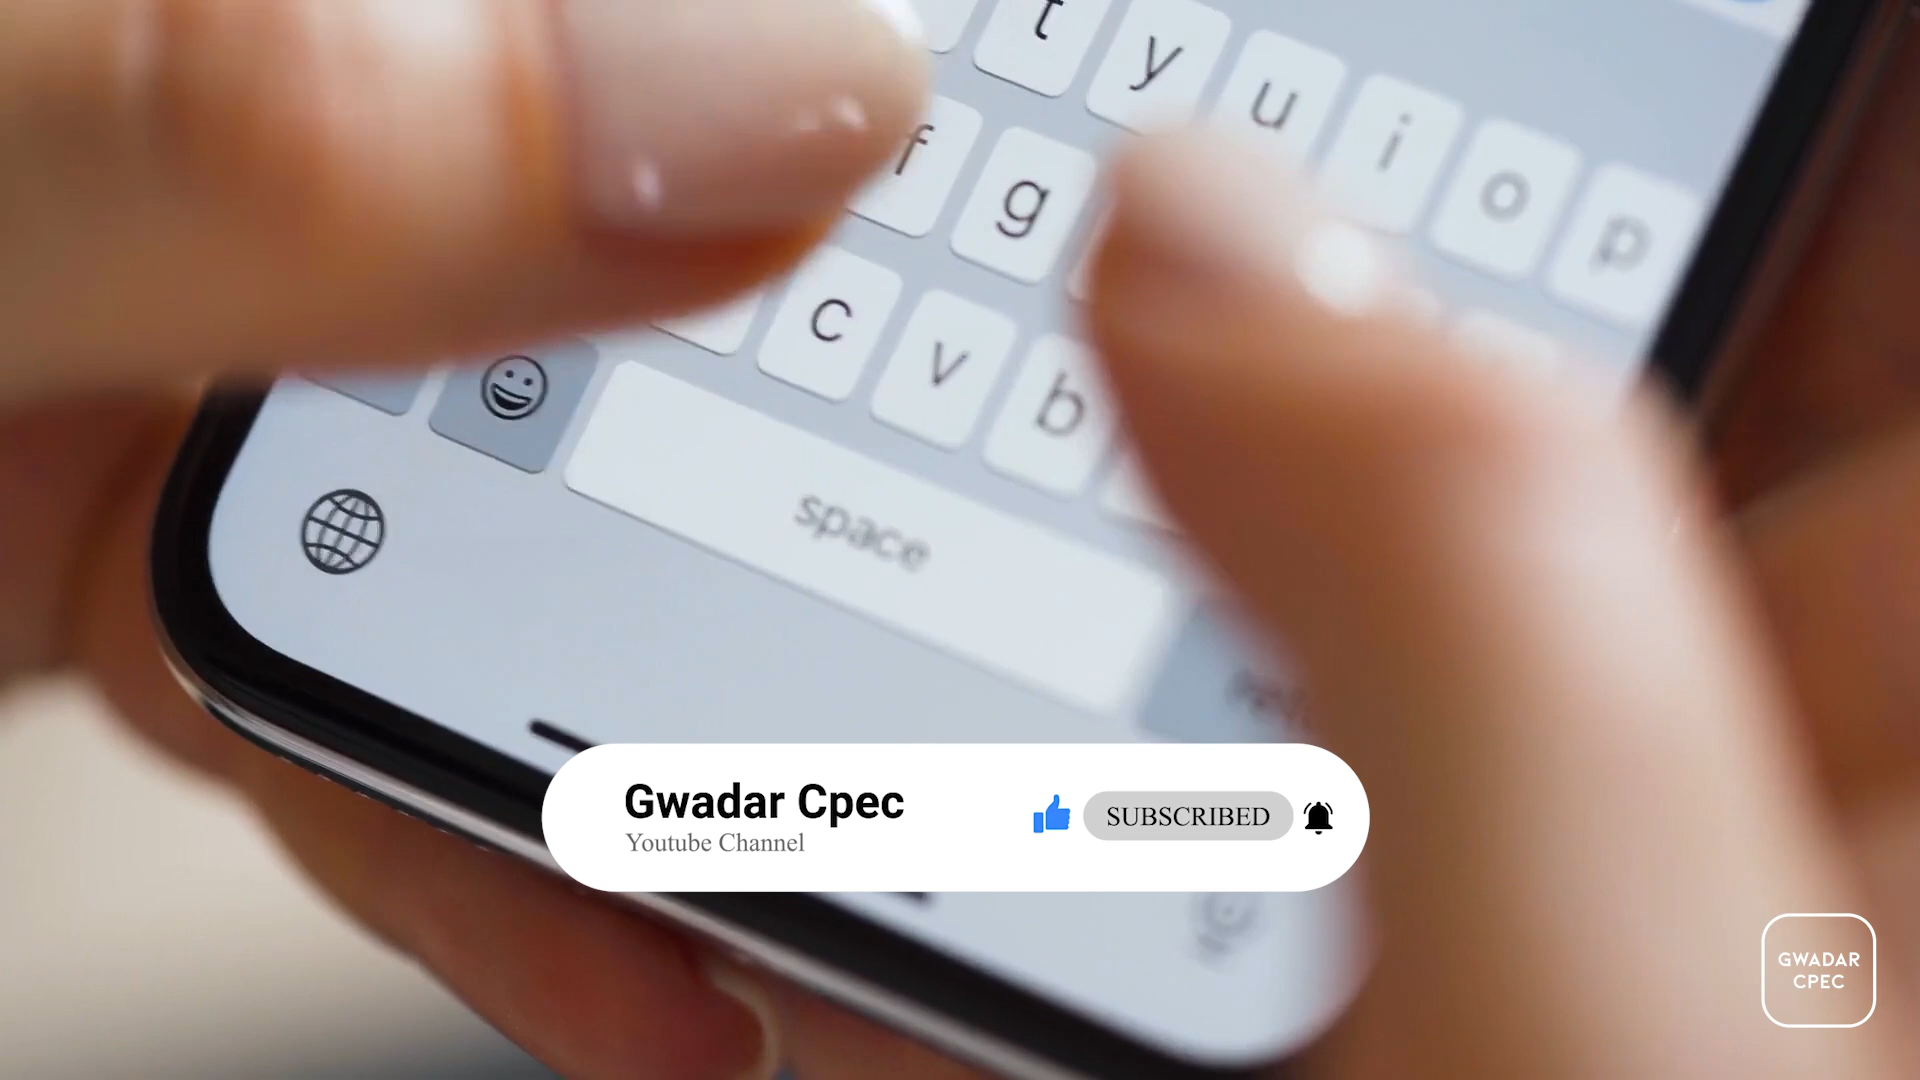 t y u i o p
f g
c v b
space
Gwadar Cpec
Youtube Channel
SUBSCRIBED
GWADAR
CPEC